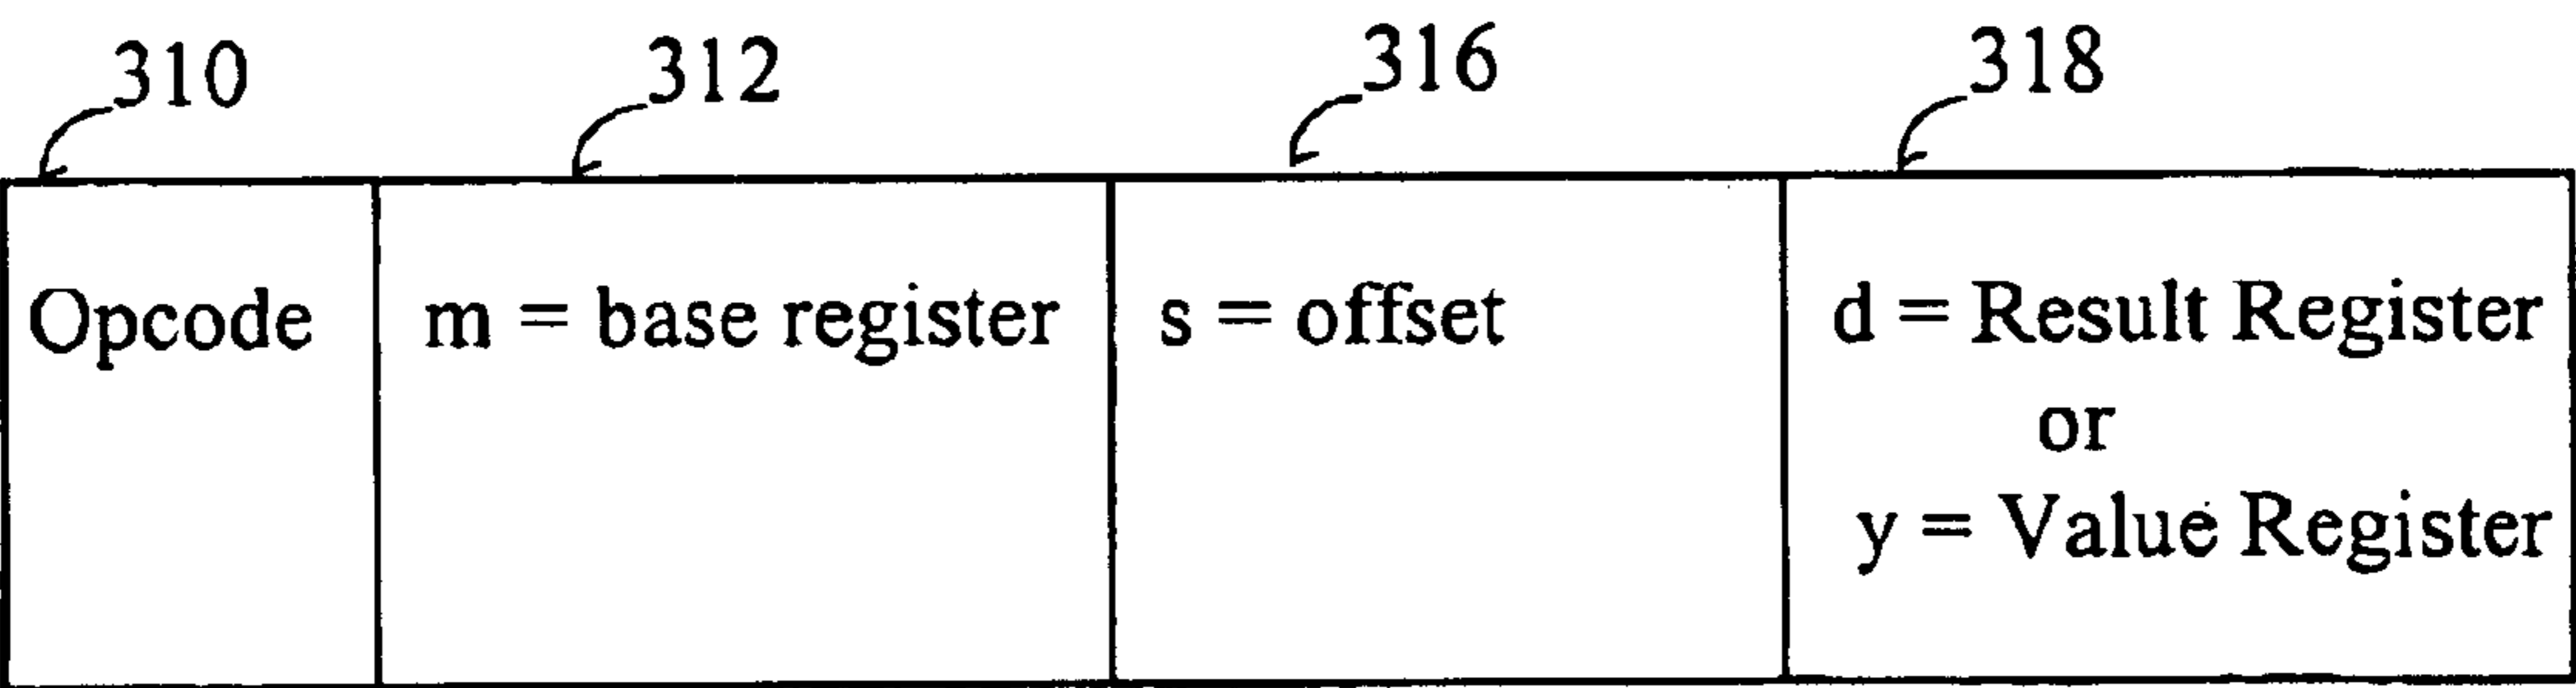 310 312 316 318
Opcode
m = base register
s = offset
d = Result Register
or
y = Value Register